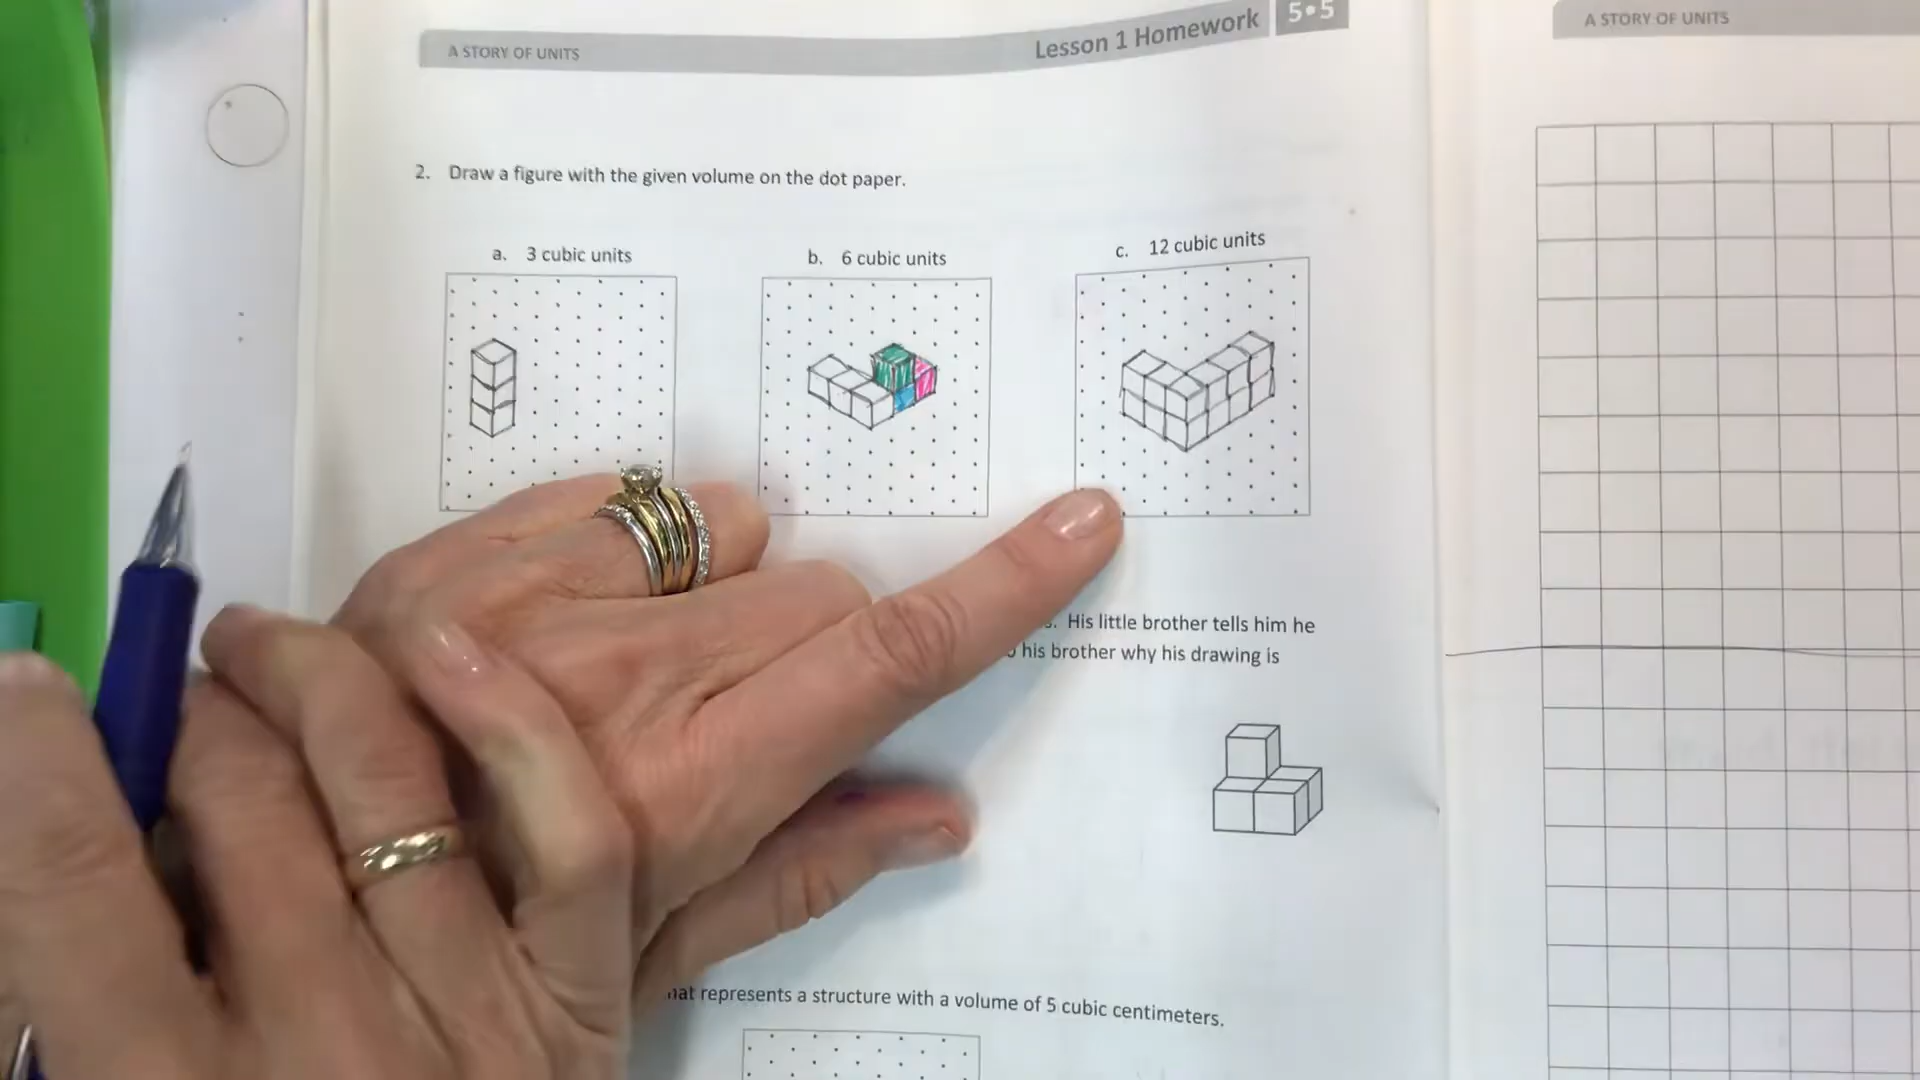 A STORY OF UNITS
Lesson 1 Homework 5•5
A STORY OF UNITS
2. Draw a figure with the given volume on the dot paper.
a. 3 cubic units
b. 6 cubic units
c. 12 cubic units
His little brother tells him he
his brother why his drawing is
represents a structure with a volume of 5 cubic centimeters.